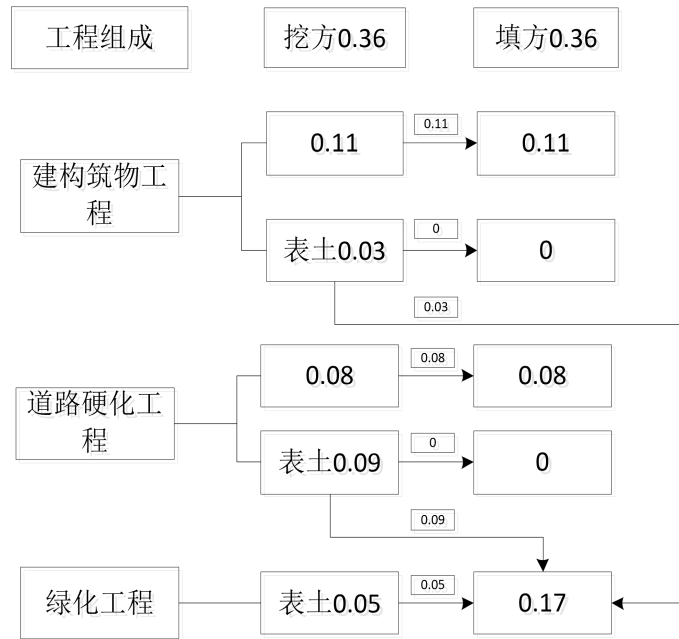 工程组成
挖方0.36
填方0.36
建构筑物工
程
0.11
0.11
0.11
表土0.03
0
0
0.03
道路硬化工
程
0.08
0.08
0.08
表土0.09
0
0
0.09
绿化工程
表土0.05
0.05
0.17